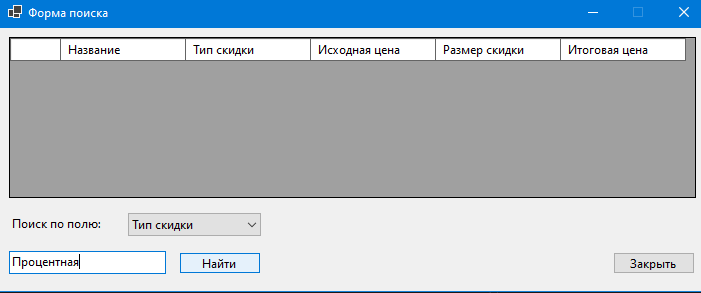 Форма поиска
Название Тип скидки Исходная цена Размер скидки Итоговая цена
Поиск по полю: Тип скидки
Процентная Найти Закрыть